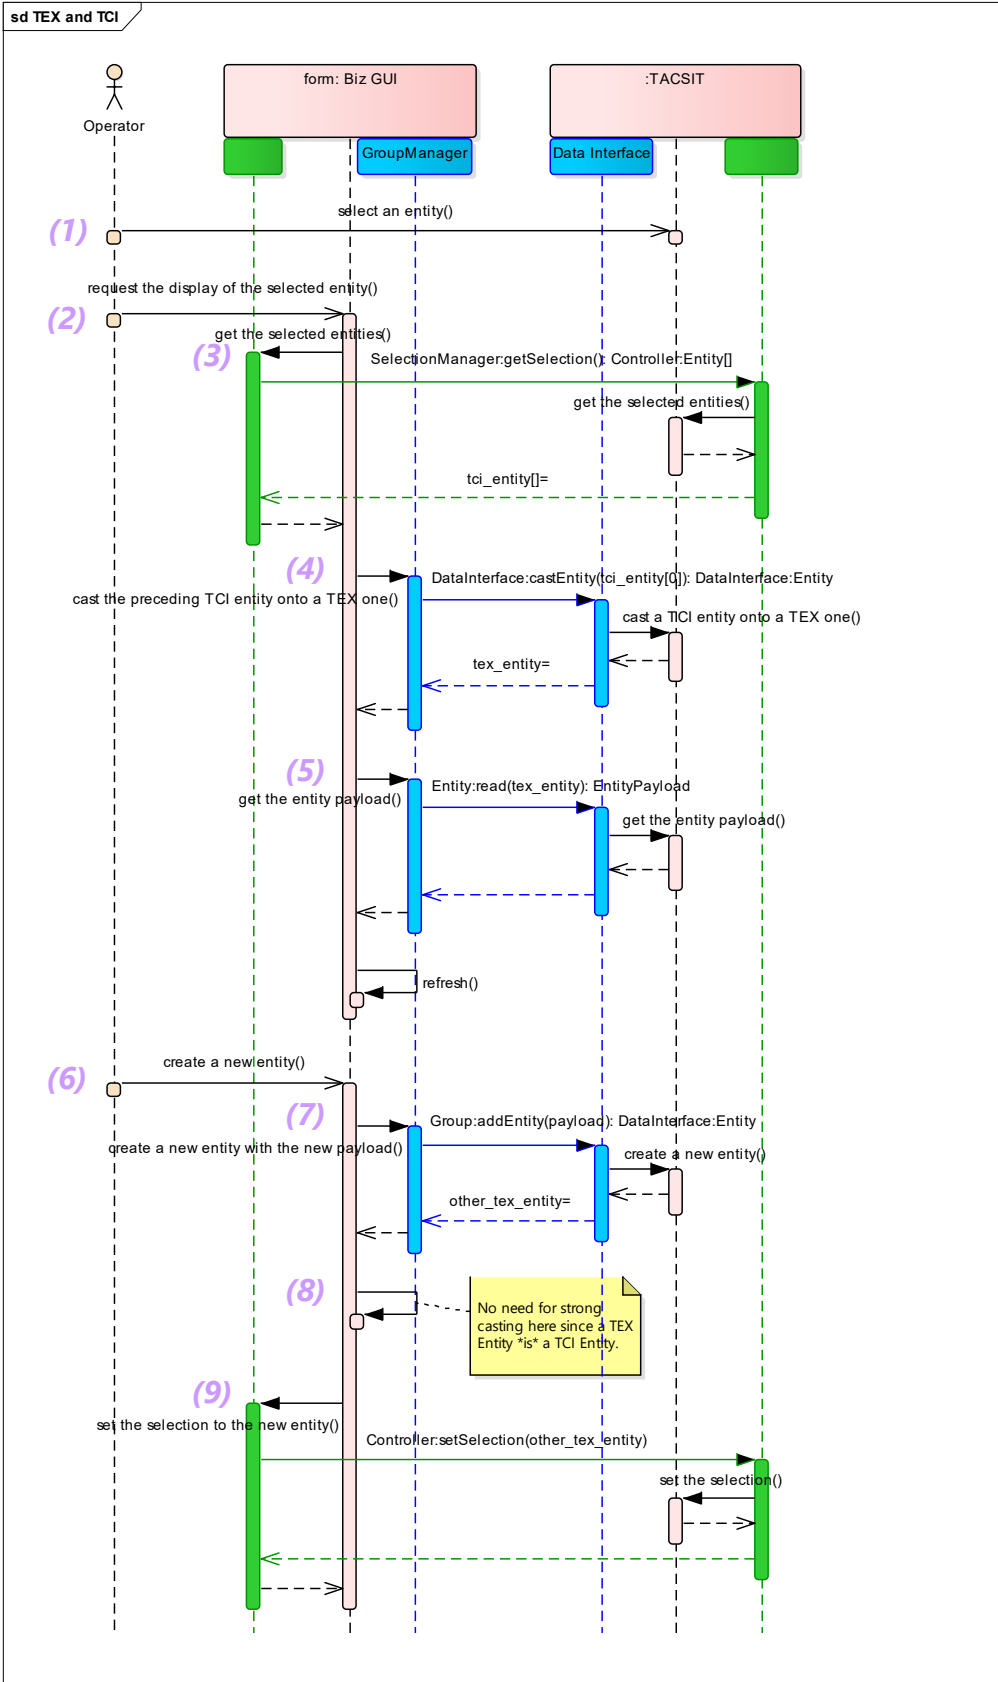 sd TEX and TCI
form: Biz GUI
:TACSIT
Operator
GroupManager
Data Interface
select an entity()
(1)
request the display of the selected entity()
(2)
get the selected entities()
(3)
SelectionManager:getSelection(): Controller:Entity[]
get the selected entities()
tci_entity[]=
(4)
DataInterface:castEntity(tci_entity[0]): DataInterface:Entity
cast the preceding TCI entity onto a TEX one()
cast a TCI entity onto a TEX one()
tex_entity=
(5)
Entity:read(tex_entity): EntityPayload
get the entity payload()
get the entity payload()
refresh()
create a new entity()
(6)
(7)
Group:addEntity(payload): DataInterface:Entity
create a new entity with the new payload()
create a new entity()
other_tex_entity=
(8)
No need for strong
casting here since a TEX
Entity *is* a TCI Entity.
(9)
set the selection to the new entity()
Controller:setSelection(other_tex_entity)
set the selection()